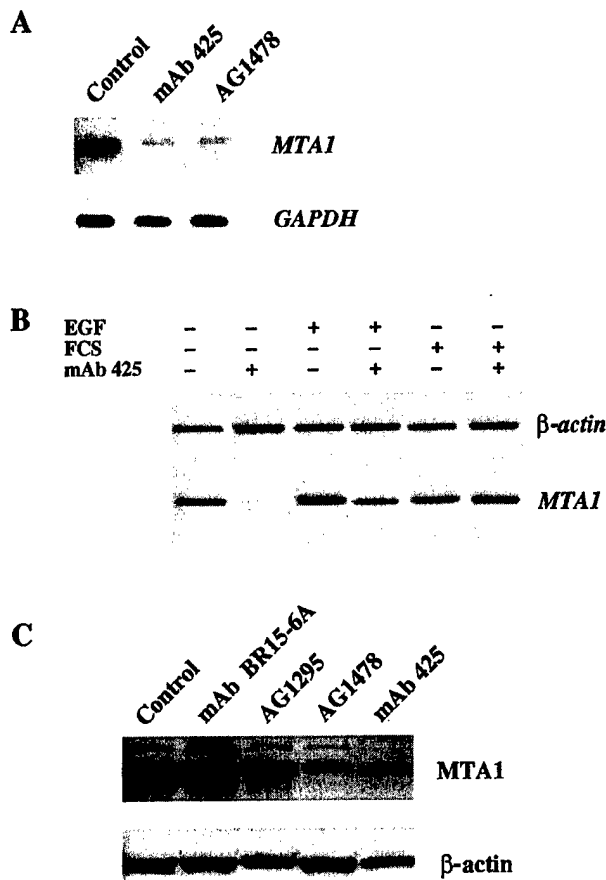 A
Control mAb 425 AG1478
MTA1
GAPDH
B
EGF – – + + – –
FCS – – – – + +
mAb 425 – + – + – +
β-actin
MTA1
C
Control mAb BR15-6A AG1295 AG1478 mAb 425
MTA1
β-actin